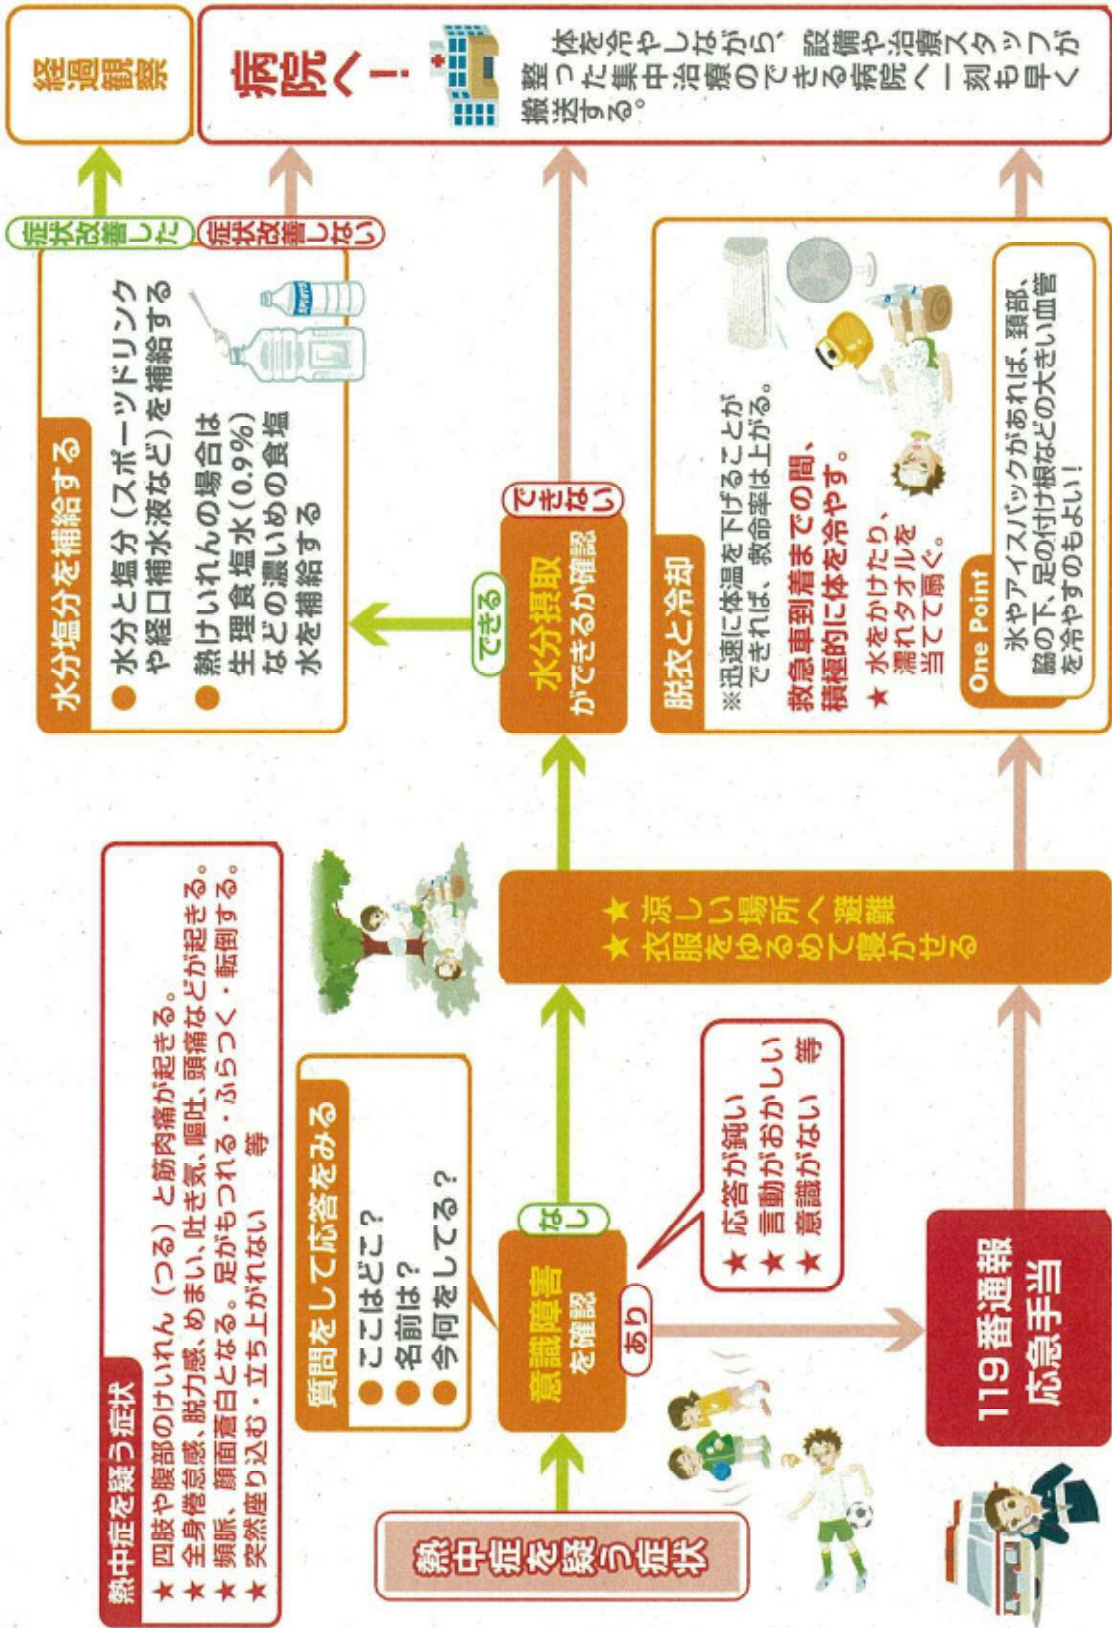 熱中症を疑う症状
★ 四肢や腹部のけいれん（つる）と筋肉痛が起きる。
★ 全身倦怠感、脱力感、めまい、吐き気、嘔吐、頭痛などが起きる。
★ 頻脈、顔面蒼白となる。足がもつれる・ふらつく・転倒する。
★ 突然座り込む・立ち上がれない　等
熱中症を疑う症状
質問をして応答をみる
● ここはどこ？
● 名前は？
● 今何をしてる？
意識障害
を確認
なし
あり
★ 応答が鈍い
★ 言動がおかしい
★ 意識がない　等
119番通報
応急手当
★ 涼しい場所へ避難
★ 衣服をゆるめて寝かせる
水分摂取
ができるか確認
できる
できない
水分塩分を補給する
● 水分と塩分（スポーツドリンク
や経口補水液など）を補給する
● 熱けいれんの場合は
生理食塩水（0.9%）
などの濃いめの食塩
水を補給する
症状改善した
症状改善しない
経過観察
脱衣と冷却
※迅速に体温を下げることが
できれば、救命率は上がる。
救急車到着までの間、
積極的に体を冷やす。
★ 水をかけたり、
濡れタオルを
当てて扇ぐ。
One Point
氷やアイスパックがあれば、頚部、
脇の下、足の付け根などの大きい血管
を冷やすのもよい！
病院へ！
体を冷やしながら、設備や治療スタッフが
整った集中治療のできる病院へ一刻も早く
搬送する。